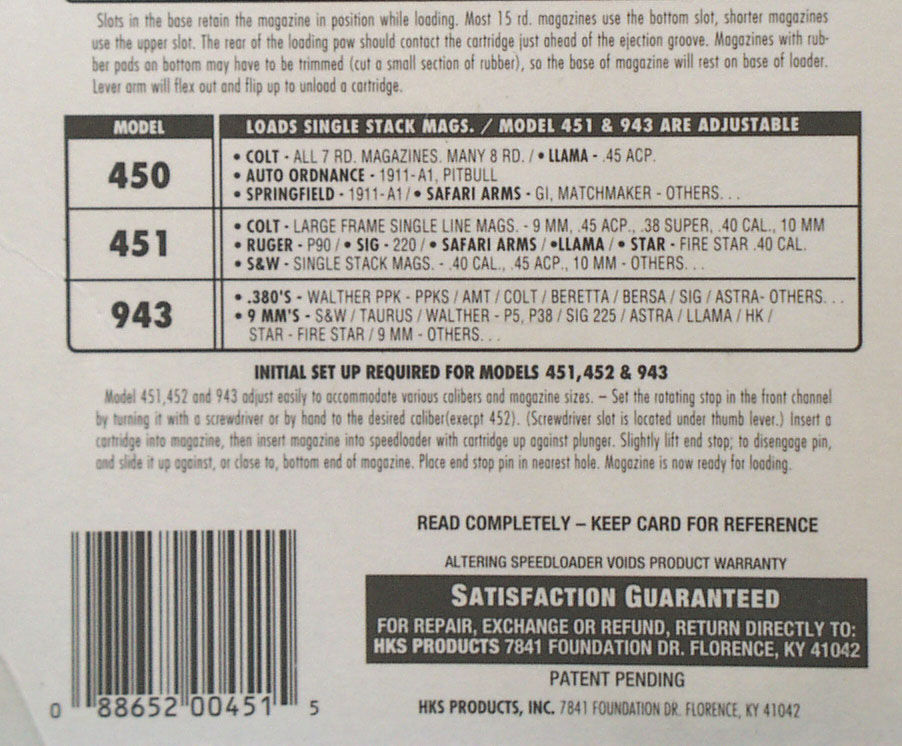 Slots in the base retain the magazine in position while loading. Most 15 rd. magazines use the bottom slot, shorter magazines
use the upper slot. The rear of the loading paw should contact the cartridge just ahead of the ejection groove. Magazines with rub-
ber pads on bottom may have to be trimmed (cut a small section of rubber), so the base of magazine will rest on base of loader.
Lever arm will flex out and flip up to unload a cartridge.
MODEL LOADS SINGLE STACK MAGS. / MODEL 451 & 943 ARE ADJUSTABLE
450
• COLT - ALL 7 RD. MAGAZINES. MANY 8 RD. / • LLAMA - .45 ACP.
• AUTO ORDNANCE - 1911-A1, PITBULL
• SPRINGFIELD - 1911-A1/ • SAFARI ARMS - GI, MATCHMAKER - OTHERS. . .
451
• COLT - LARGE FRAME SINGLE LINE MAGS. - 9 MM, .45 ACP., .38 SUPER, .40 CAL., 10 MM
• RUGER - P90 / • SIG - 220 / • SAFARI ARMS / •LLAMA / • STAR - FIRE STAR .40 CAL.
• S&W - SINGLE STACK MAGS. - .40 CAL., .45 ACP., 10 MM - OTHERS. . .
943
• .380'S - WALTHER PPK - PPKS / AMT / COLT / BERETTA / BERSA / SIG / ASTRA- OTHERS. . .
• 9 MM'S - S&W / TAURUS / WALTHER - P5, P38 / SIG 225 / ASTRA / LLAMA / HK /
STAR - FIRE STAR / 9 MM - OTHERS. . .
INITIAL SET UP REQUIRED FOR MODELS 451,452 & 943
Model 451,452 and 943 adjust easily to accommodate various calibers and magazine sizes. – Set the rotating stop in the front channel
by turning it with a screwdriver or by hand to the desired caliber(execpt 452). (Screwdriver slot is located under thumb lever.) Insert a
cartridge into magazine, then insert magazine into speedloader with cartridge up against plunger. Slightly lift end stop; to disengage pin,
and slide it up against, or close to, bottom end of magazine. Place end stop pin in nearest hole. Magazine is now ready for loading.
READ COMPLETELY – KEEP CARD FOR REFERENCE
ALTERING SPEEDLOADER VOIDS PRODUCT WARRANTY
SATISFACTION GUARANTEED
FOR REPAIR, EXCHANGE OR REFUND, RETURN DIRECTLY TO:
HKS PRODUCTS 7841 FOUNDATION DR. FLORENCE, KY 41042
PATENT PENDING
HKS PRODUCTS, INC. 7841 FOUNDATION DR. FLORENCE, KY 41042
0 88652 00451 5